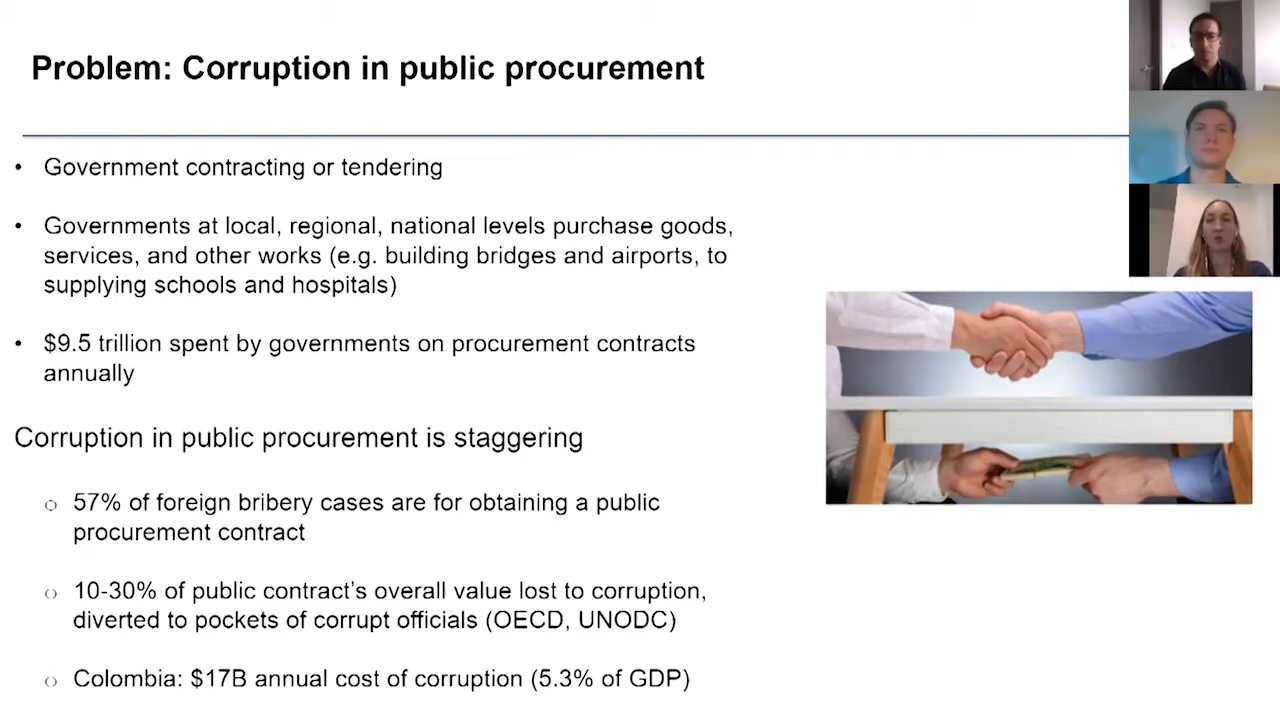 Problem: Corruption in public procurement
• Government contracting or tendering
• Governments at local, regional, national levels purchase goods,
services, and other works (e.g. building bridges and airports, to
supplying schools and hospitals)
• $9.5 trillion spent by governments on procurement contracts
annually
Corruption in public procurement is staggering
○ 57% of foreign bribery cases are for obtaining a public
procurement contract
○ 10-30% of public contract’s overall value lost to corruption,
diverted to pockets of corrupt officials (OECD, UNODC)
○ Colombia: $17B annual cost of corruption (5.3% of GDP)